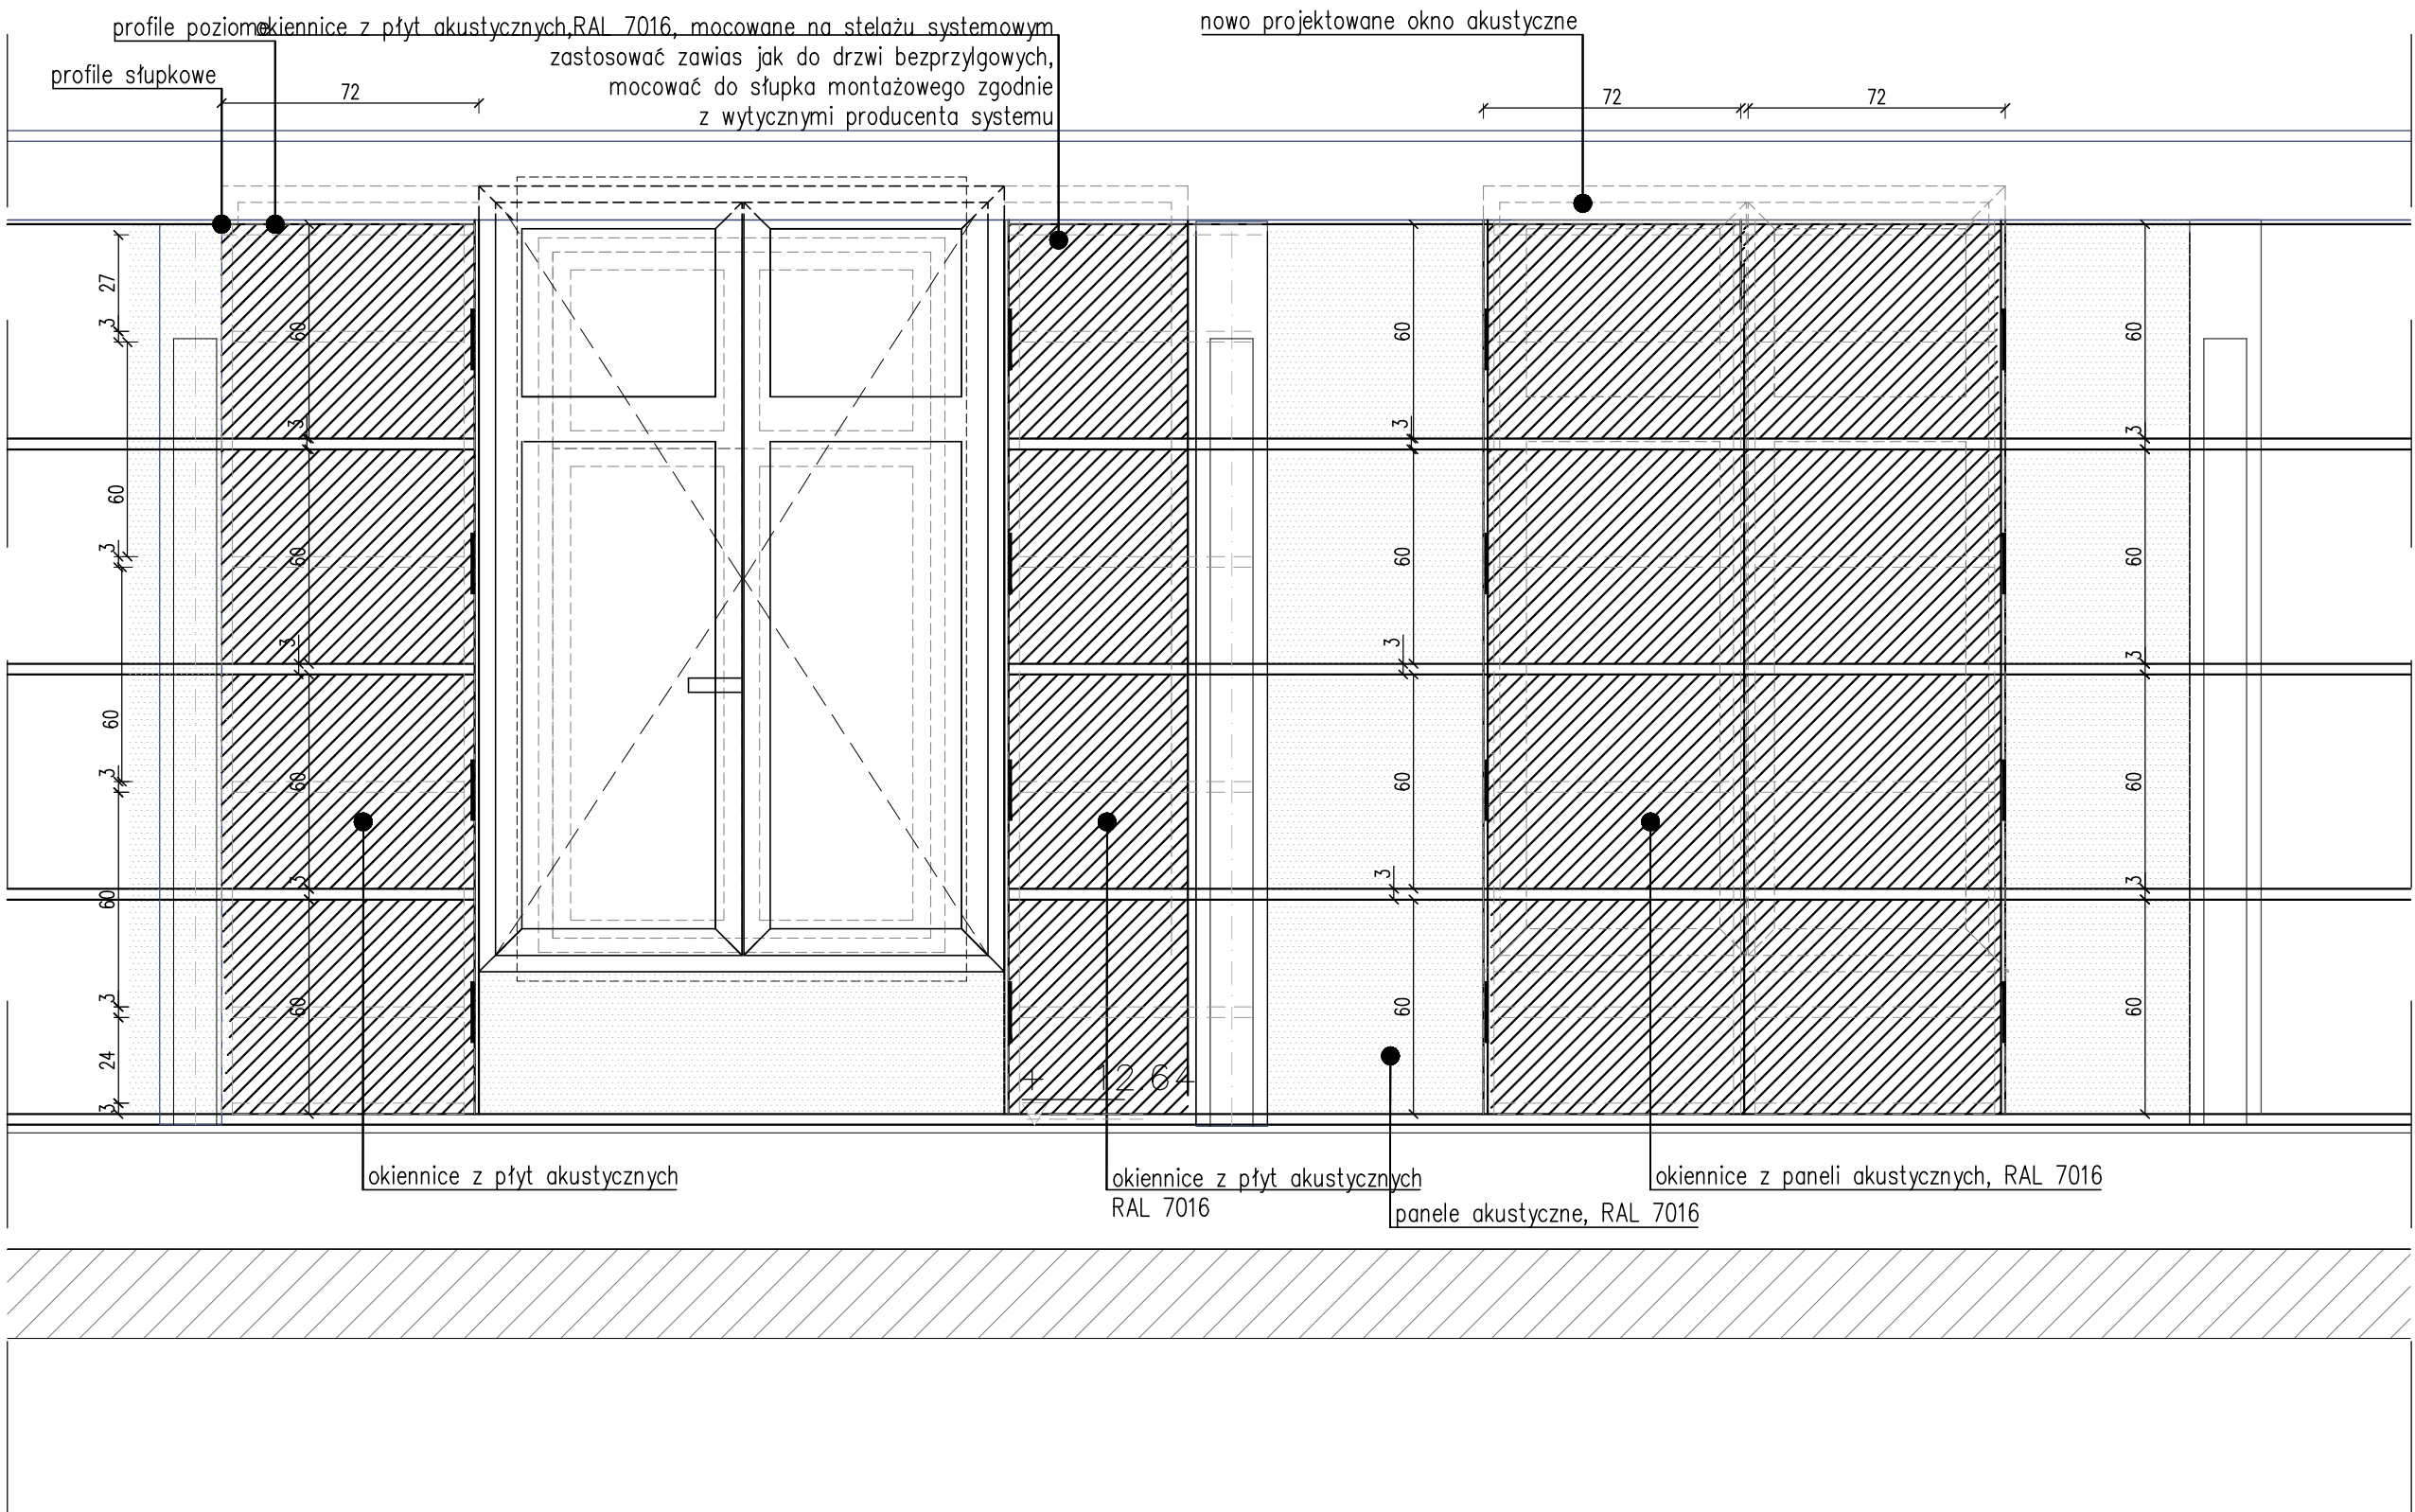 profile poziome
okiennice z płyt akustycznych,RAL 7016, mocowane na stelażu systemowym
zastosować zawias jak do drzwi bezprzylgowych,
mocować do słupka montażowego zgodnie
z wytycznymi producenta systemu
nowo projektowane okno akustyczne
profile słupkowe
72
72
72
27
3
60
3
60
3
60
3
24
3
60
3
60
3
60
3
60
60
3
60
3
60
3
60
60
3
60
3
60
3
60
+ 12.64
okiennice z płyt akustycznych
okiennice z płyt akustycznych
RAL 7016
panele akustyczne, RAL 7016
okiennice z paneli akustycznych, RAL 7016